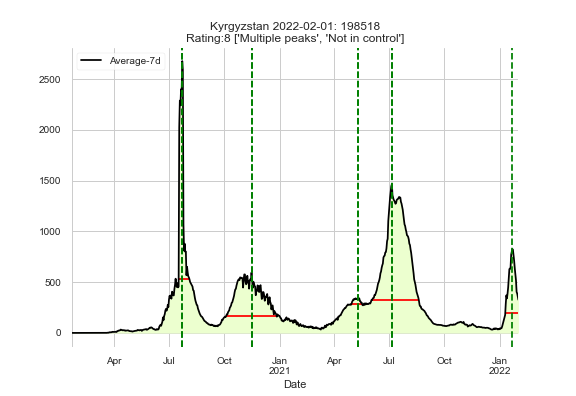 Kyrgyzstan 2022-02-01: 198518
Rating:8 ['Multiple peaks', 'Not in control']
Average-7d
2500
2000
1500
1000
500
0
Apr Jul Oct Jan Apr Jul Oct Jan
2021 2022
Date